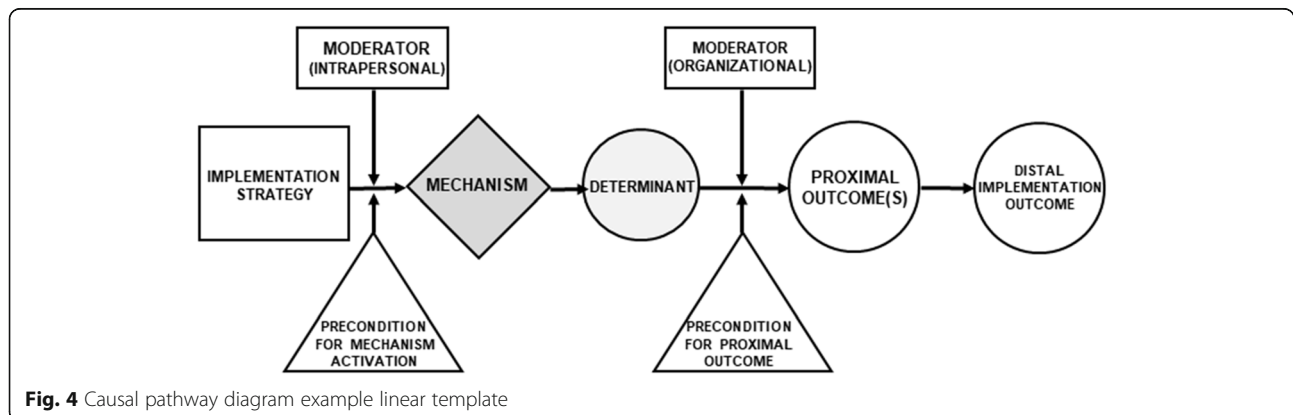 MODERATOR
(INTRAPERSONAL)
MODERATOR
(ORGANIZATIONAL)
IMPLEMENTATION
STRATEGY
MECHANISM
DETERMINANT
PROXIMAL
OUTCOME(S)
DISTAL
IMPLEMENTATION
OUTCOME
PRECONDITION
FOR MECHANISM
ACTIVATION
PRECONDITION
FOR PROXIMAL
OUTCOME
Fig. 4 Causal pathway diagram example linear template